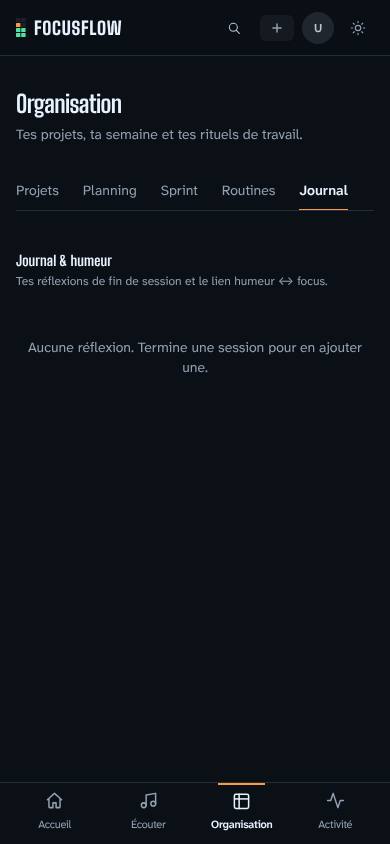 FOCUSFLOW
U
Organisation
Tes projets, ta semaine et tes rituels de travail.
Projets
Planning
Sprint
Routines
Journal
Journal & humeur
Tes réflexions de fin de session et le lien humeur ↔ focus.
Aucune réflexion. Termine une session pour en ajouter
une.
Accueil
Écouter
Organisation
Activité